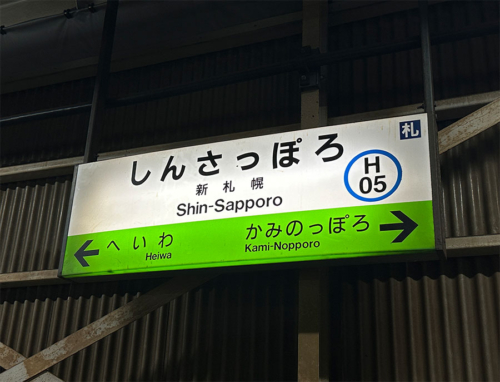 札
しんさっぽろ
新札幌
Shin-Sapporo
H
05
へいわ
Heiwa
かみのっぽろ
Kami-Nopporo